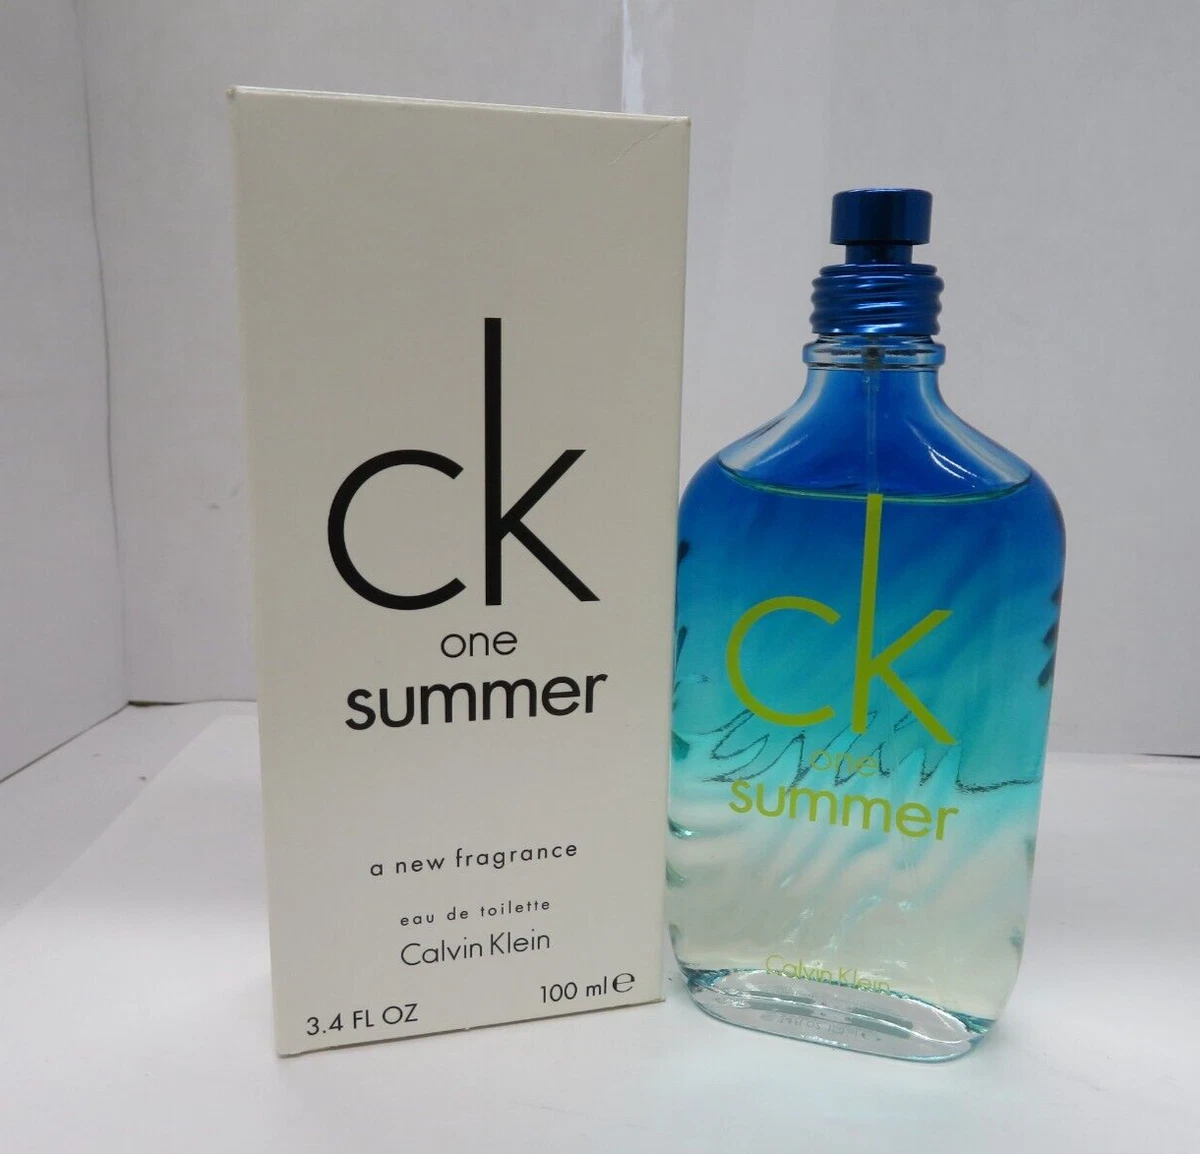 ck
one
summer
a new fragrance
eau de toilette
Calvin Klein
3.4 FL OZ
100 ml e
ck
one
summer
Calvin Klein